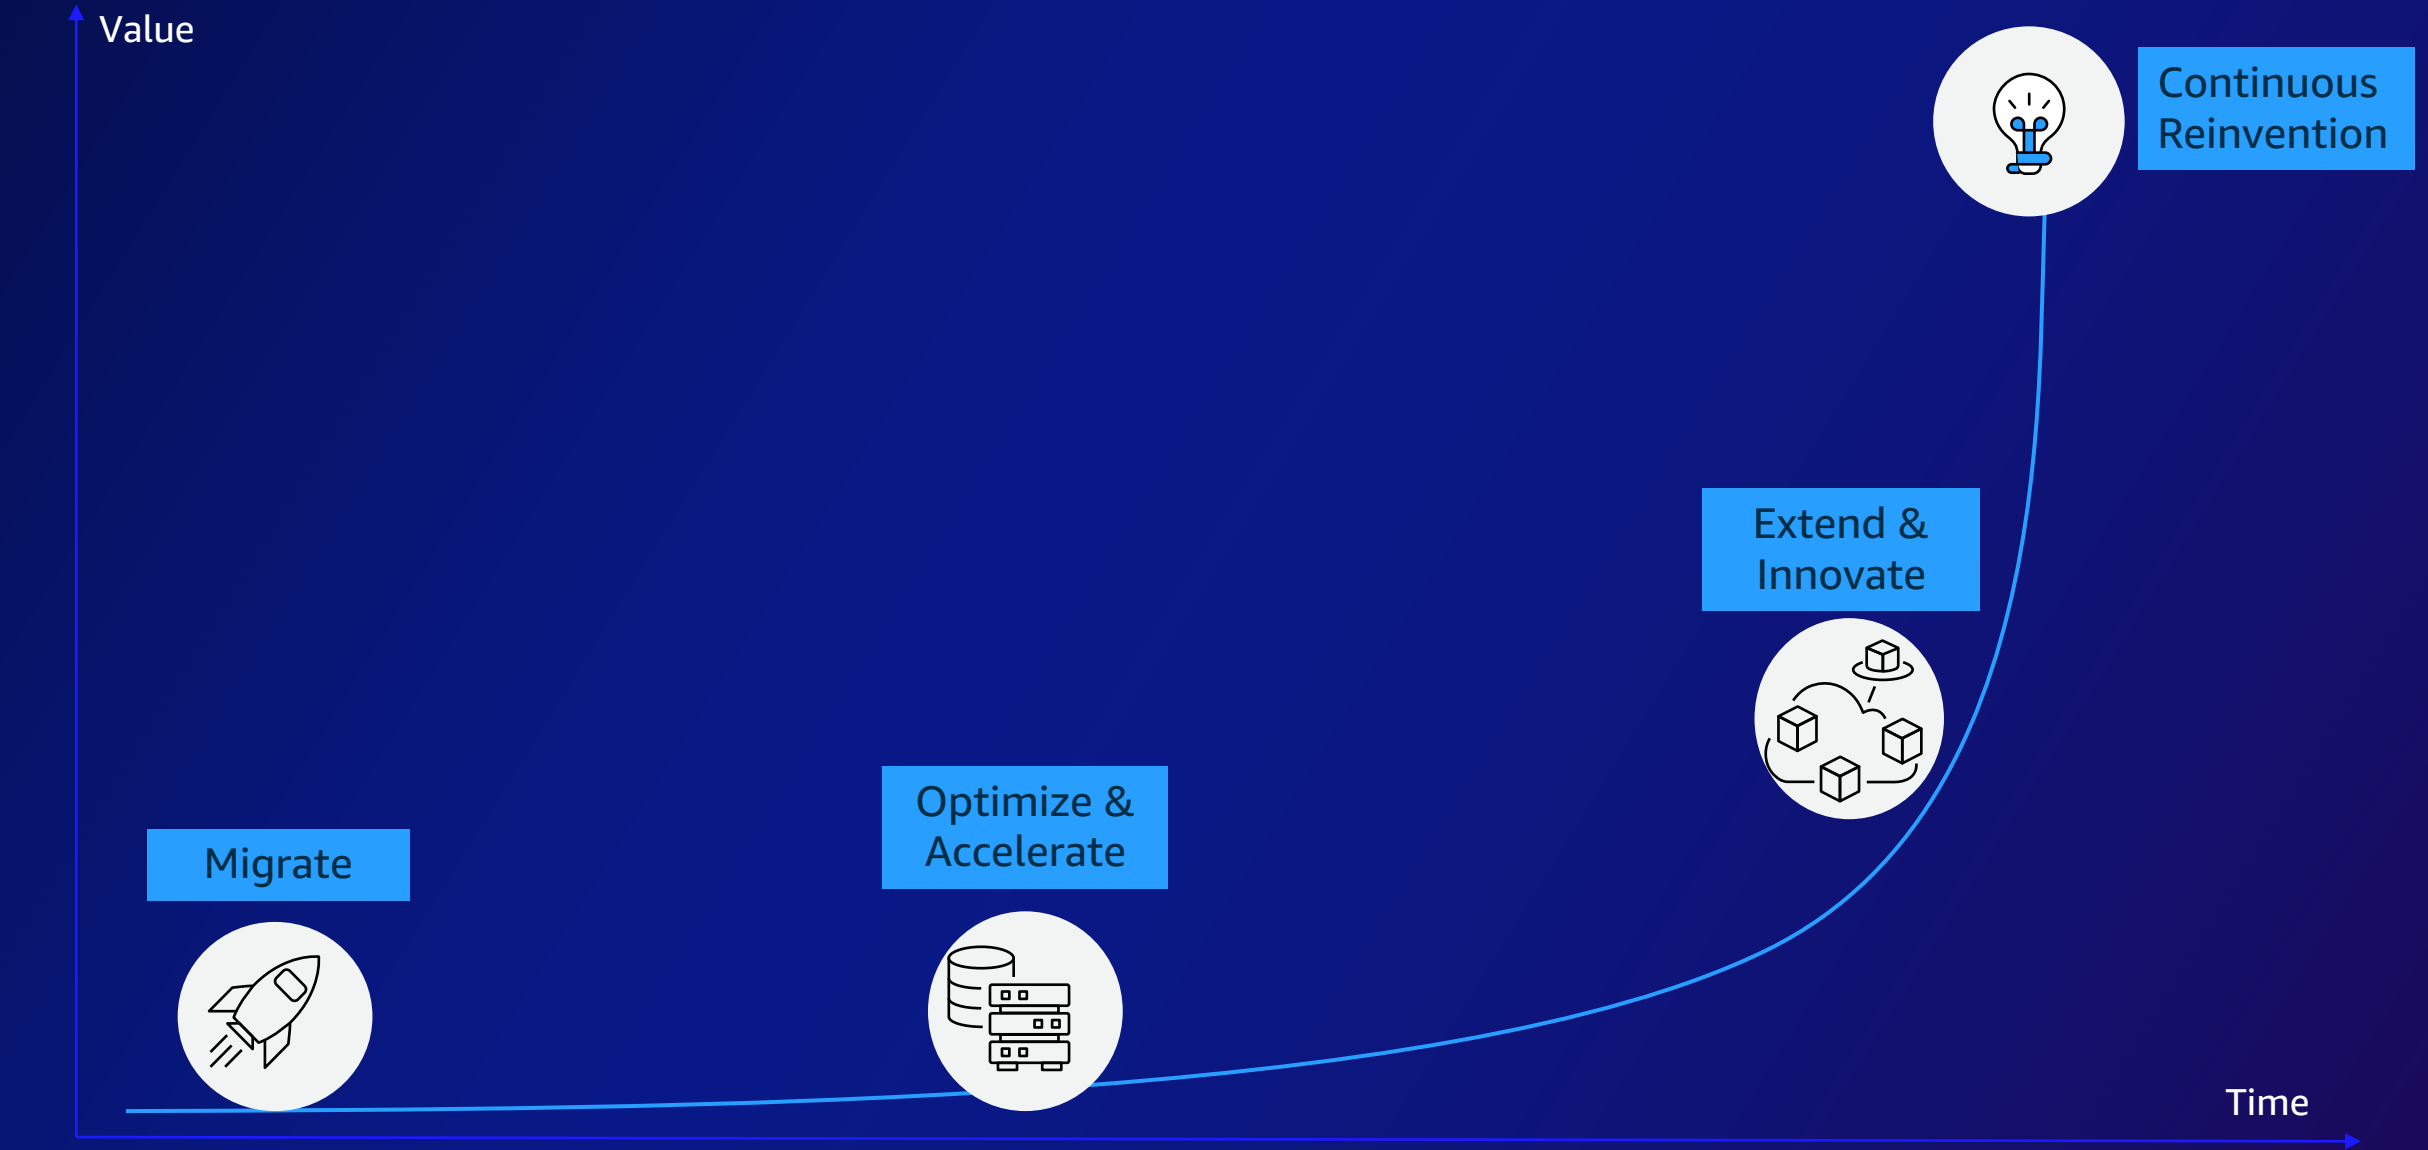 Value
Continuous
Reinvention
Extend &
Innovate
Optimize &
Accelerate
Migrate
Time